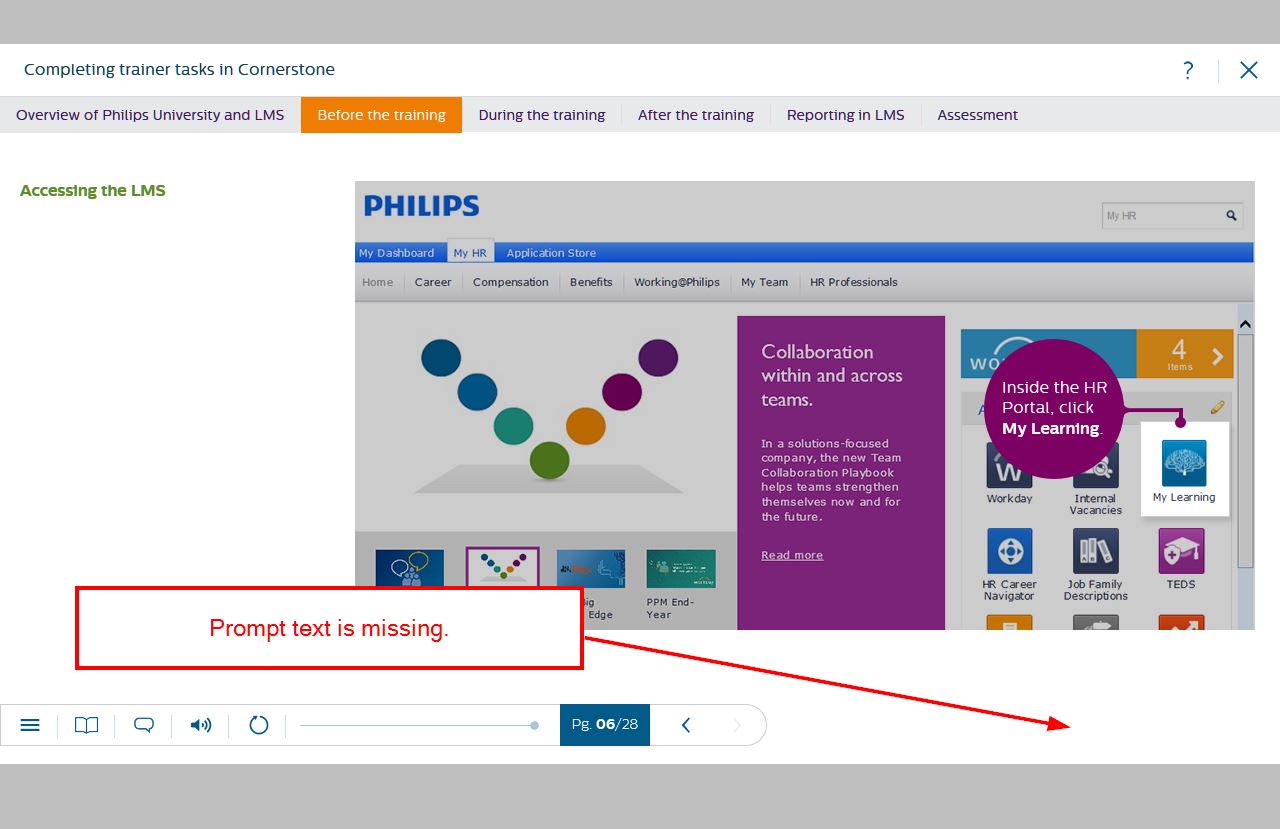 Completing trainer tasks in Cornerstone
?
Overview of Philips University and LMS
Before the training
During the training
After the training
Reporting in LMS
Assessment
Accessing the LMS
PHILIPS
My HR
My Dashboard
My HR
Application Store
Home
Career
Compensation
Benefits
Working@Philips
My Team
HR Professionals
Collaboration
within and across
teams.
In a solutions-focused
company, the new Team
Collaboration Playbook
helps teams strengthen
themselves now and for
the future.
Read more
4
Items
Inside the HR
Portal, click
My Learning.
Workday
Internal
Vacancies
My Learning
HR Career
Navigator
Job Family
Descriptions
TEDS
Edge
PPM End-
Year
Prompt text is missing.
Pg. 06/28